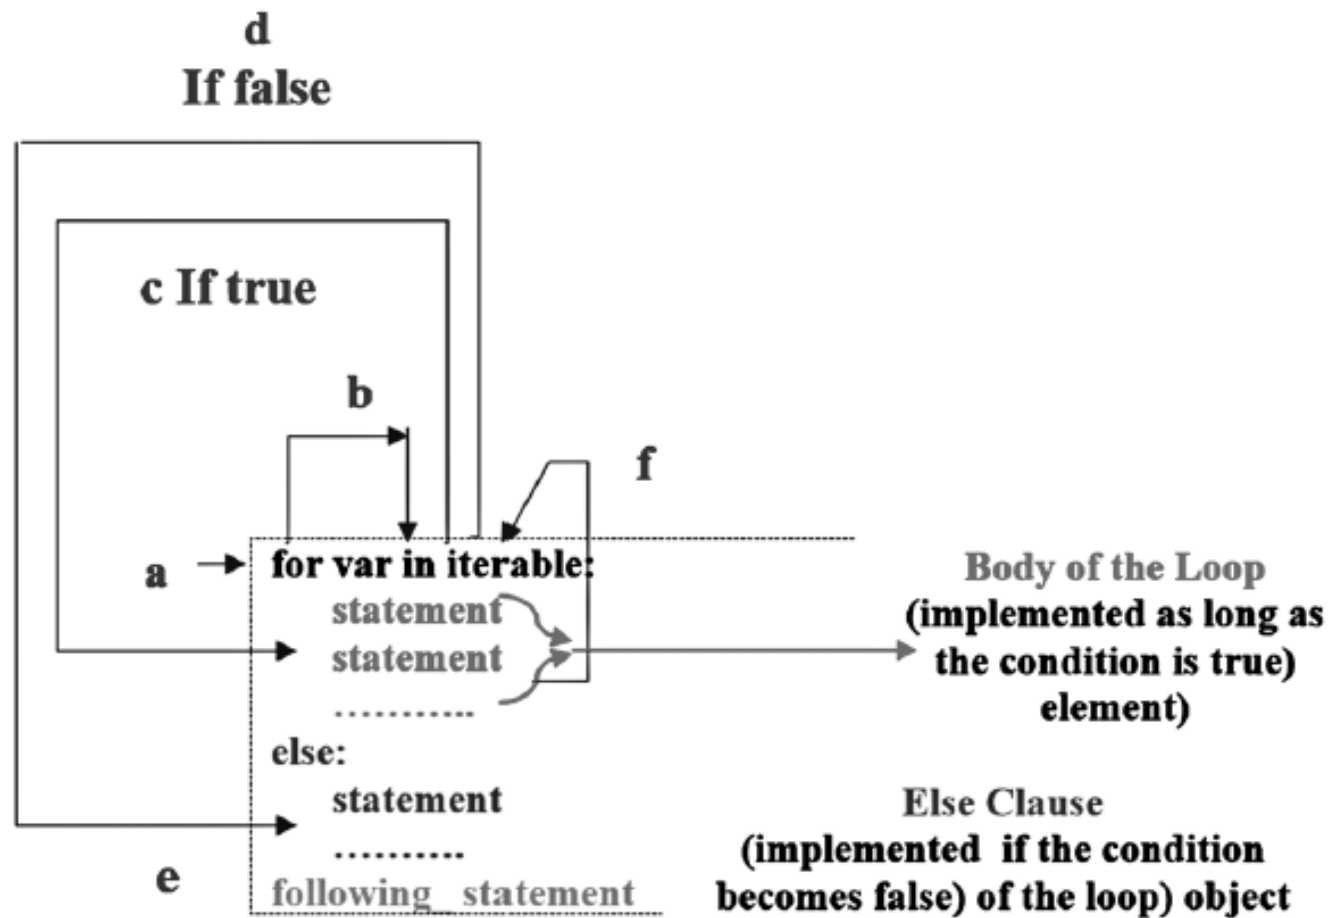 d
If false
c If true
b
f
a
for var in iterable:
statement
statement
...........
else:
statement
..........
e
following_ statement
Body of the Loop
(implemented as long as
the condition is true)
element)
Else Clause
(implemented if the condition
becomes false) of the loop) object